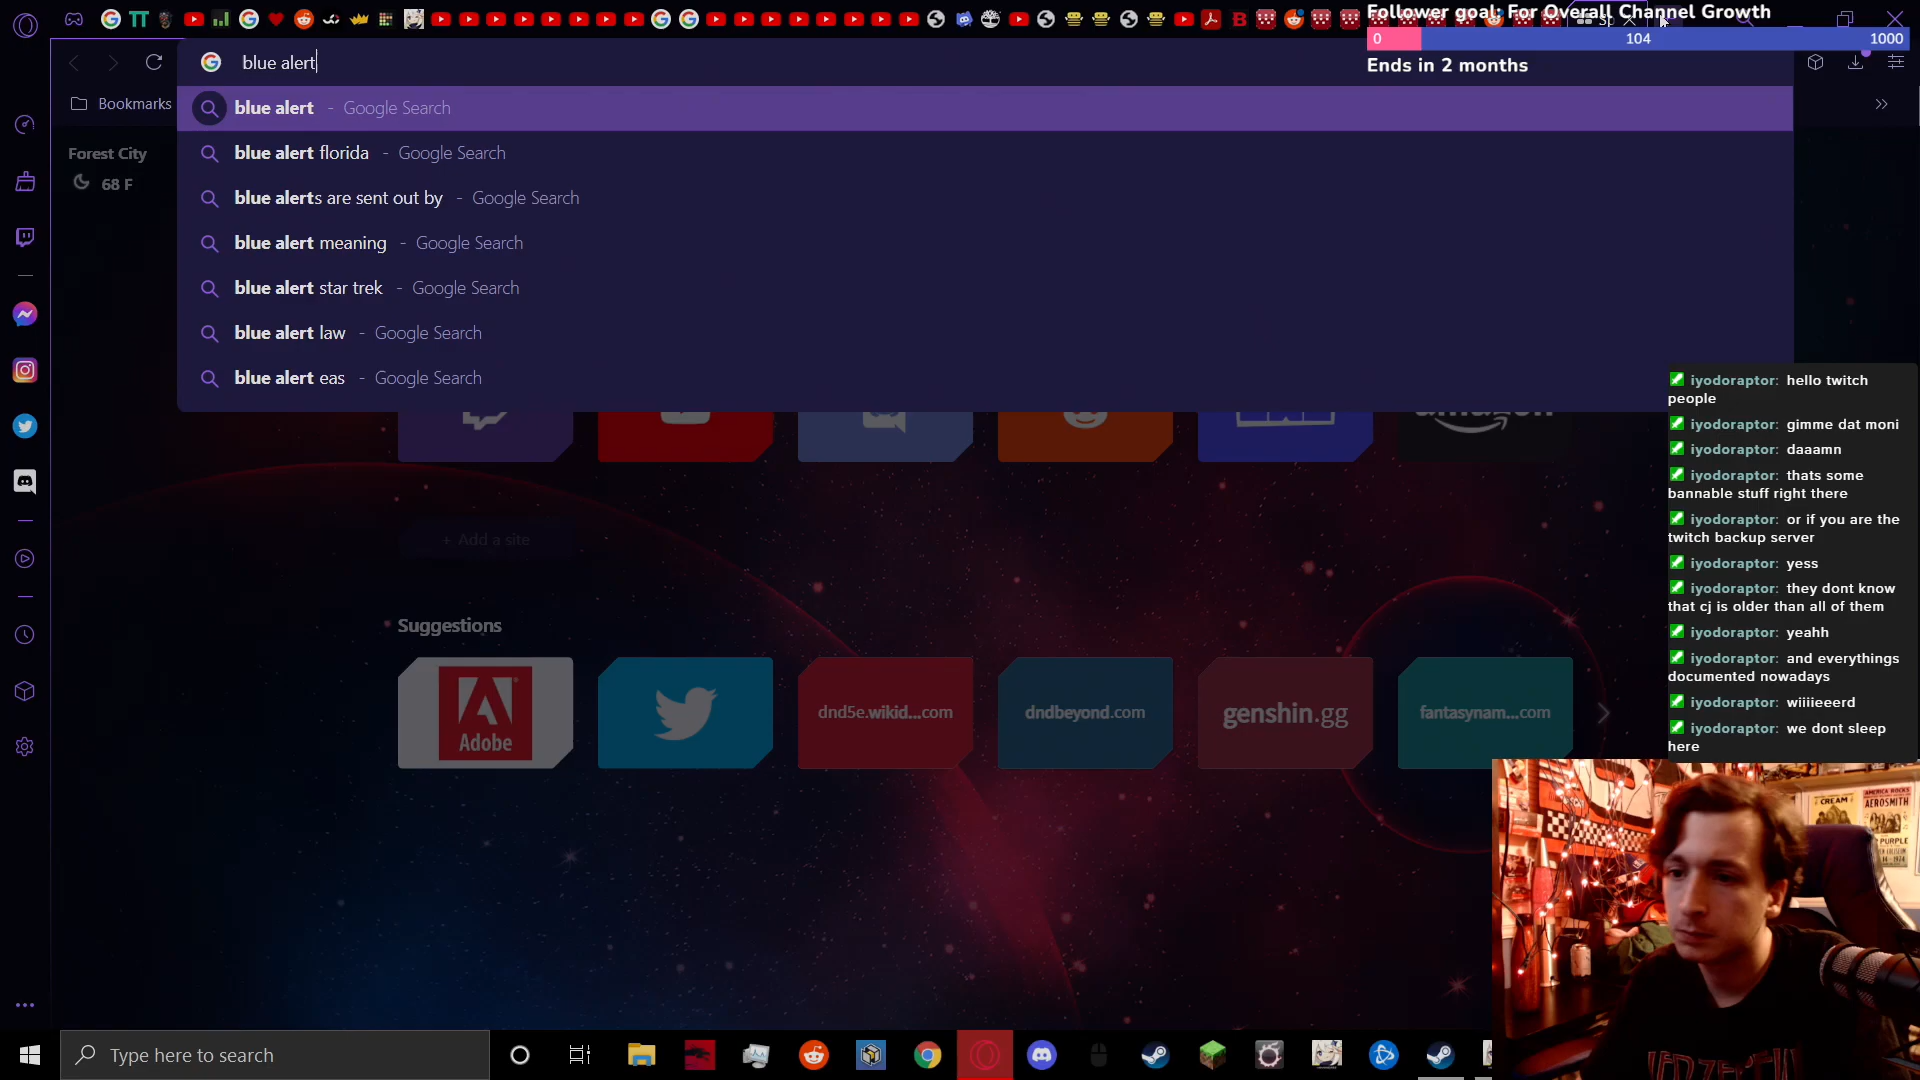 Follower goal: For Overall Channel Growth
0 104 1000
Ends in 2 months
blue alert
Bookmarks
blue alert - Google Search
blue alert florida - Google Search
Forest City
68 F
blue alerts are sent out by - Google Search
blue alert meaning - Google Search
blue alert star trek - Google Search
blue alert law - Google Search
blue alert eas - Google Search
+ Add a site
Suggestions
Adobe
dnd5e.wikid...com
dndbeyond.com
genshin.gg
fantasynam...com
iyodoraptor: hello twitch
people
iyodoraptor: gimme dat moni
iyodoraptor: daaamn
iyodoraptor: thats some
bannable stuff right there
iyodoraptor: or if you are the
twitch backup server
iyodoraptor: yess
iyodoraptor: they dont know
that cj is older than all of them
iyodoraptor: yeahh
iyodoraptor: and everythings
documented nowadays
iyodoraptor: wiiiieeerd
iyodoraptor: we dont sleep
here
CREAM
AMERICA ROCKS
AEROSMITH
Type here to search